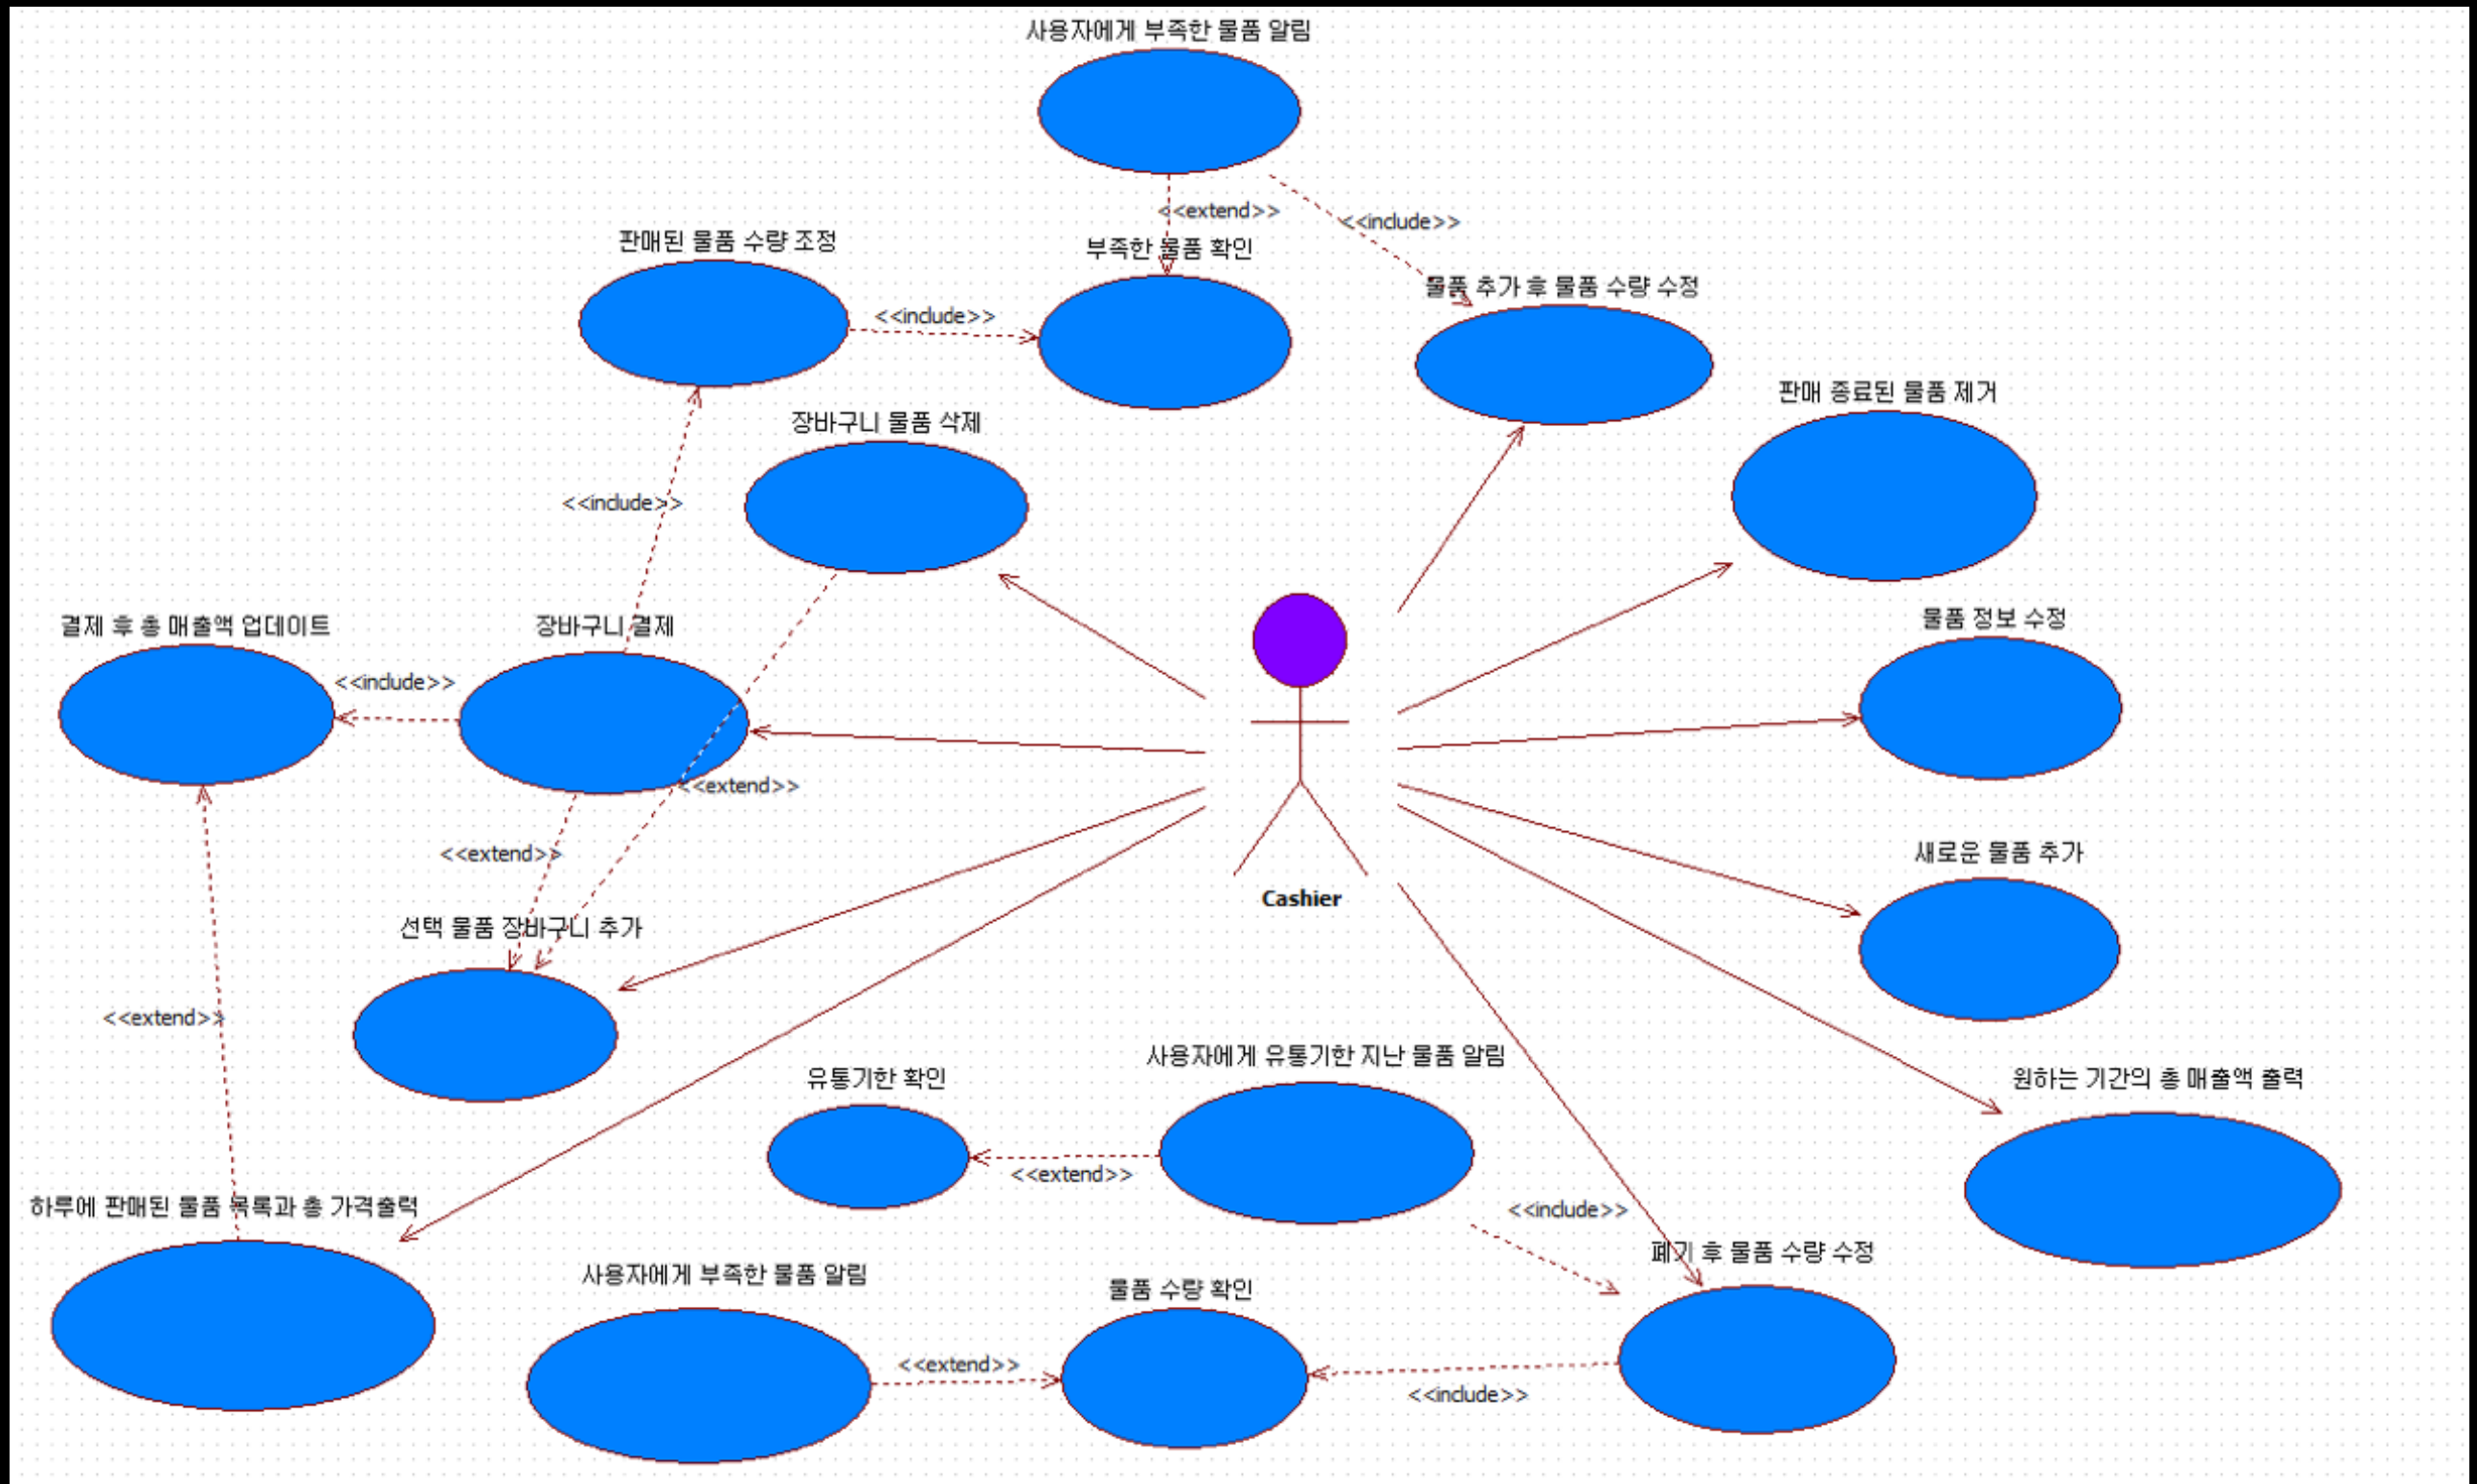 사용자에게 부족한 물품 알림
<<extend>>
<<include>>
판매된 물품 수량 조정
부족한 물품 확인
물품 추가 후 물품 수량 수정
<<include>>
판매 종료된 물품 제거
장바구니 물품 삭제
<<include>>
결제 후 총 매출액 업데이트
장바구니 결제
물품 정보 수정
<<include>>
<<extend>>
<<extend>>
새로운 물품 추가
Cashier
선택 물품 장바구니 추가
<<extend>>
사용자에게 유통기한 지난 물품 알림
유통기한 확인
원하는 기간의 총 매출액 출력
<<extend>>
하루에 판매된 물품 목록과 총 가격출력
<<include>>
폐기 후 물품 수량 수정
사용자에게 부족한 물품 알림
물품 수량 확인
<<extend>>
<<include>>